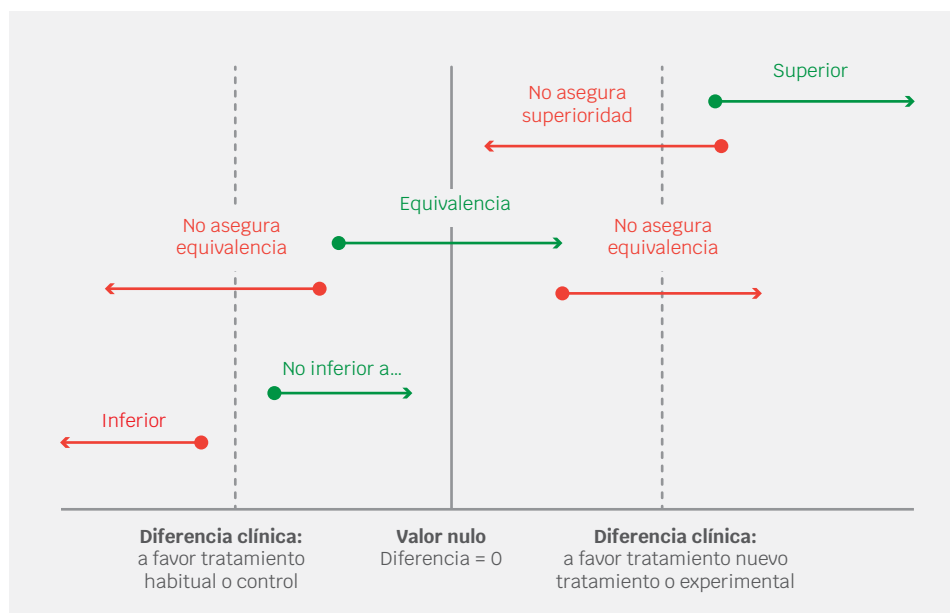 Superior
No asegura
superioridad
Equivalencia
No asegura
equivalencia
No asegura
equivalencia
No inferior a...
Inferior
Diferencia clínica:
a favor tratamiento
habitual o control
Valor nulo
Diferencia = 0
Diferencia clínica:
a favor tratamiento nuevo
tratamiento o experimental